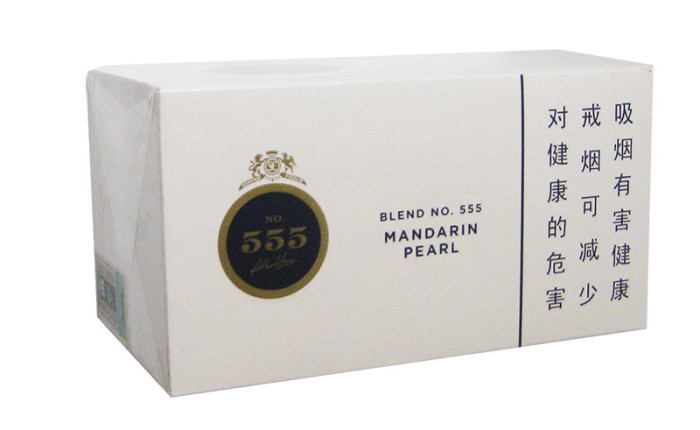 NO.
555
BLEND NO. 555
MANDARIN
PEARL
吸烟有害健康
戒烟可减少
对健康的危害